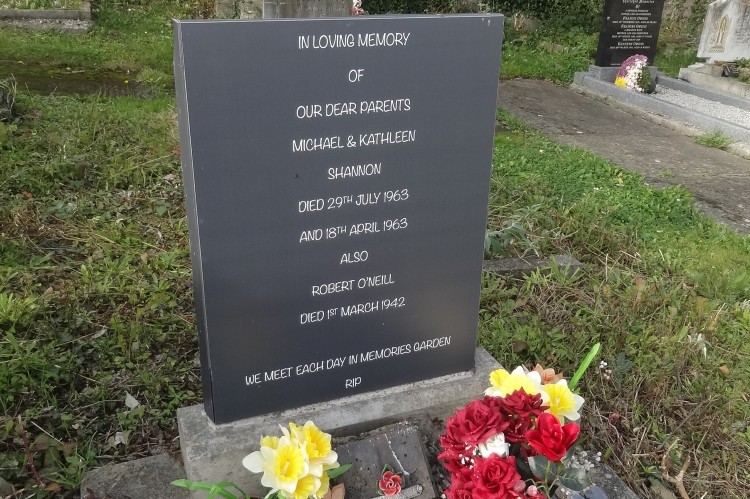 IN LOVING MEMORY
OF
OUR DEAR PARENTS
MICHAEL & KATHLEEN
SHANNON
DIED 29TH JULY 1963
AND 18TH APRIL 1963
ALSO
ROBERT O'NEILL
DIED 1ST MARCH 1942
WE MEET EACH DAY IN MEMORIES GARDEN
RIP